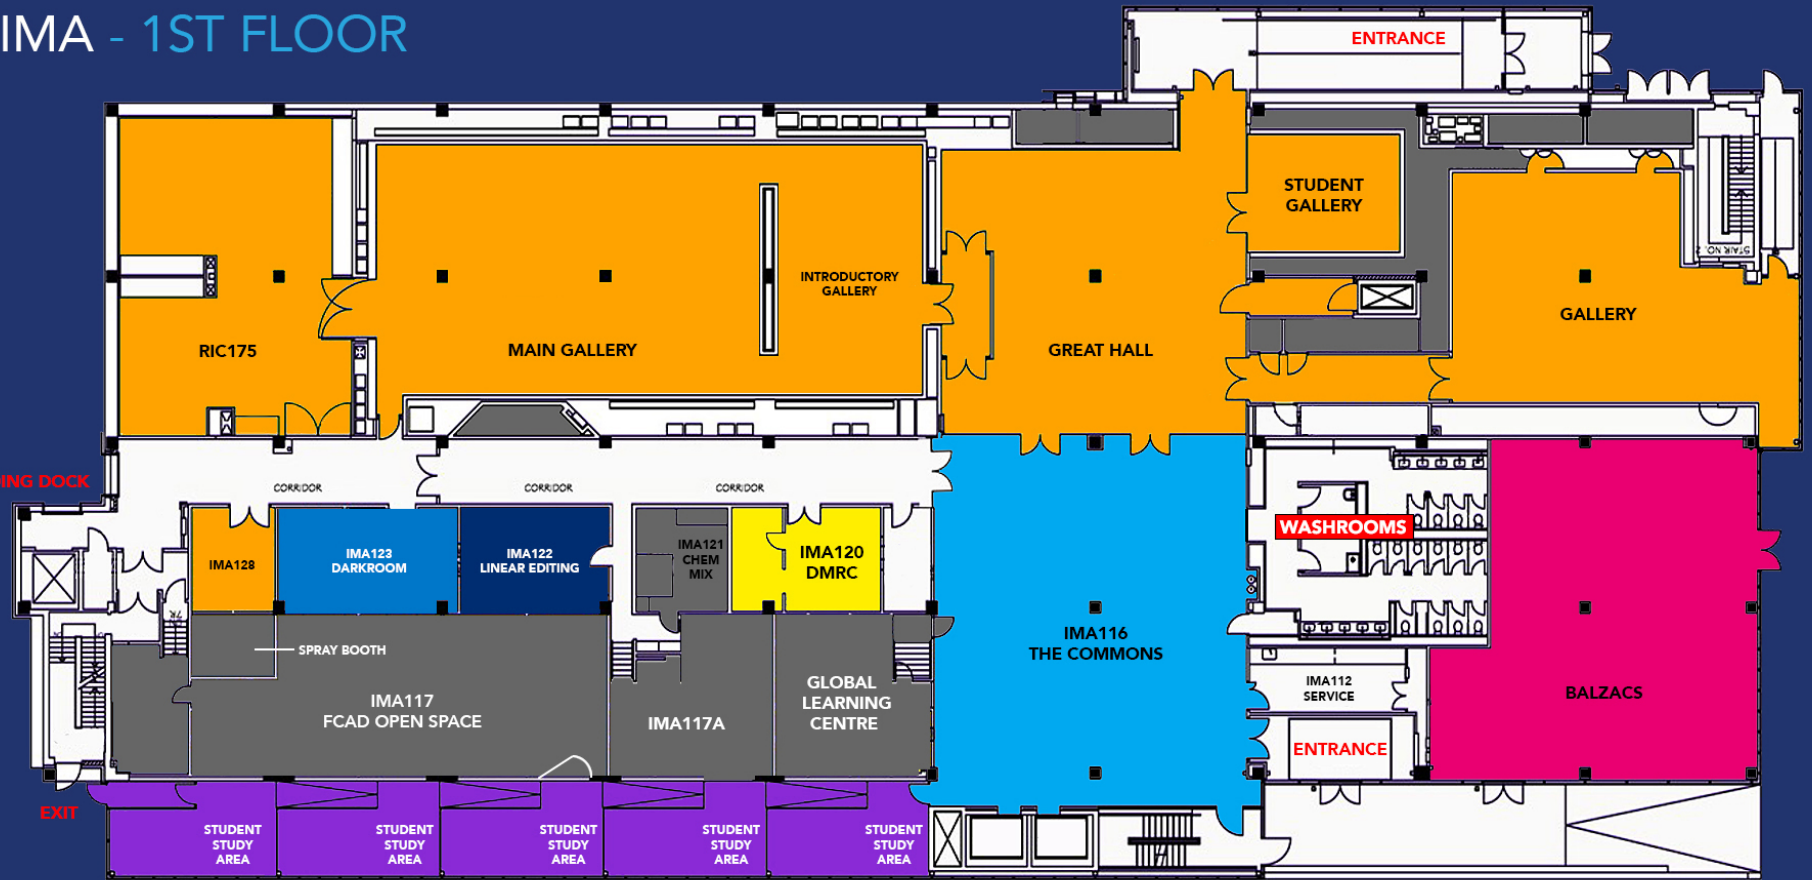 IMA - 1ST FLOOR
ENTRANCE
STUDENT
GALLERY
INTRODUCTORY
GALLERY
RIC175
MAIN GALLERY
GREAT HALL
GALLERY
STAIR NO. 2
ING DOCK
CORRIDOR
CORRIDOR
CORRIDOR
WASHROOMS
IMA128
IMA123
DARKROOM
IMA122
LINEAR EDITING
IMA121
CHEM
MIX
IMA120
DMRC
IMA116
THE COMMONS
SPRAY BOOTH
IMA117
FCAD OPEN SPACE
IMA117A
GLOBAL
LEARNING
CENTRE
IMA112
SERVICE
BALZACS
ENTRANCE
EXIT
STUDENT
STUDY
AREA
STUDENT
STUDY
AREA
STUDENT
STUDY
AREA
STUDENT
STUDY
AREA
STUDENT
STUDY
AREA